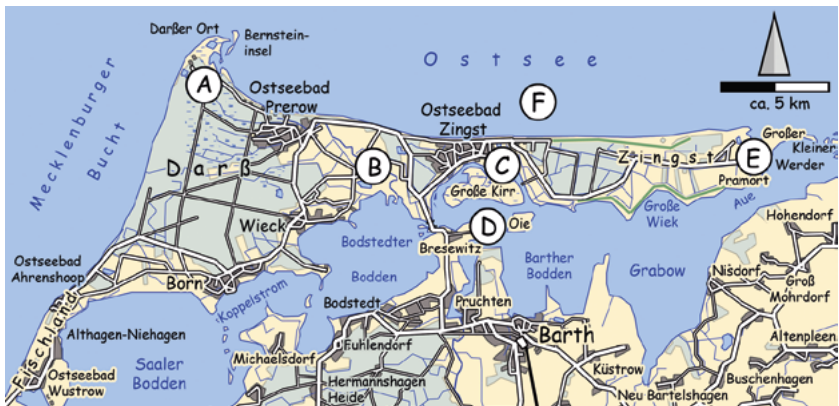 Darßer Ort
Bernstein-
insel
Ostsee
Mecklenburger
Bucht
A
Ostseebad
Prerow
Ostseebad
Zingst
F
ca. 5 km
Großer
Kleiner
Werder
Darß
B
C
Zingst
E
Pramort
Große Kirr
Wieck
Bodstedter
Bodden
D
Oie
Bresewitz
Große
Wiek
Aue
Hohendorf
Ostseebad
Ahrenshoop
Born
Koppelstrom
Barther
Bodden
Grabow
Nisdorf
Groß
Mohrdorf
Bodstedt
Pruchten
Fischland
Althagen-Niehagen
Saaler
Bodden
Michaelsdorf
Fuhlendorf
Barth
Altenpleen
Küstrow
Buschenhagen
Ostseebad
Wustrow
Hermannshagen
Heide
Neu Bartelshagen